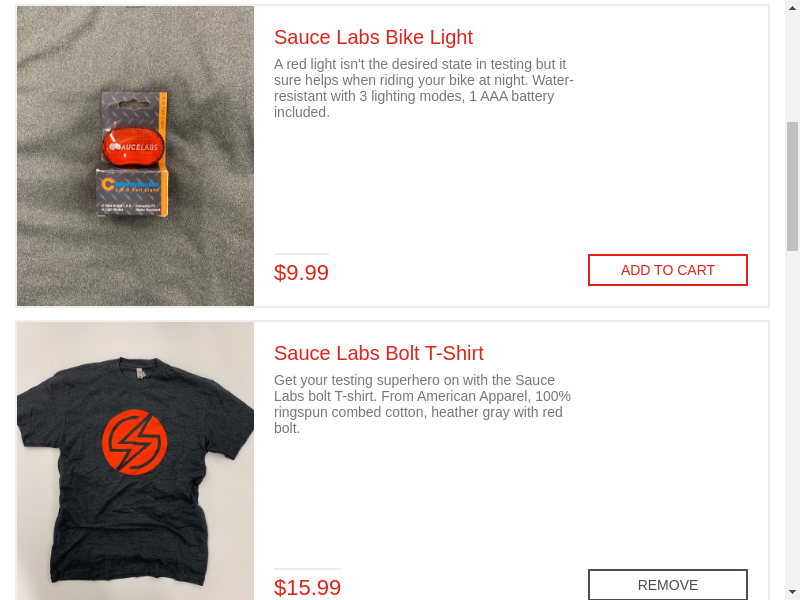 Sauce Labs Bike Light
A red light isn't the desired state in testing but it
sure helps when riding your bike at night. Water-
resistant with 3 lighting modes, 1 AAA battery
included.
SAUCELABS
$9.99
ADD TO CART
Sauce Labs Bolt T-Shirt
Get your testing superhero on with the Sauce
Labs bolt T-shirt. From American Apparel, 100%
ringspun combed cotton, heather gray with red
bolt.
$15.99
REMOVE